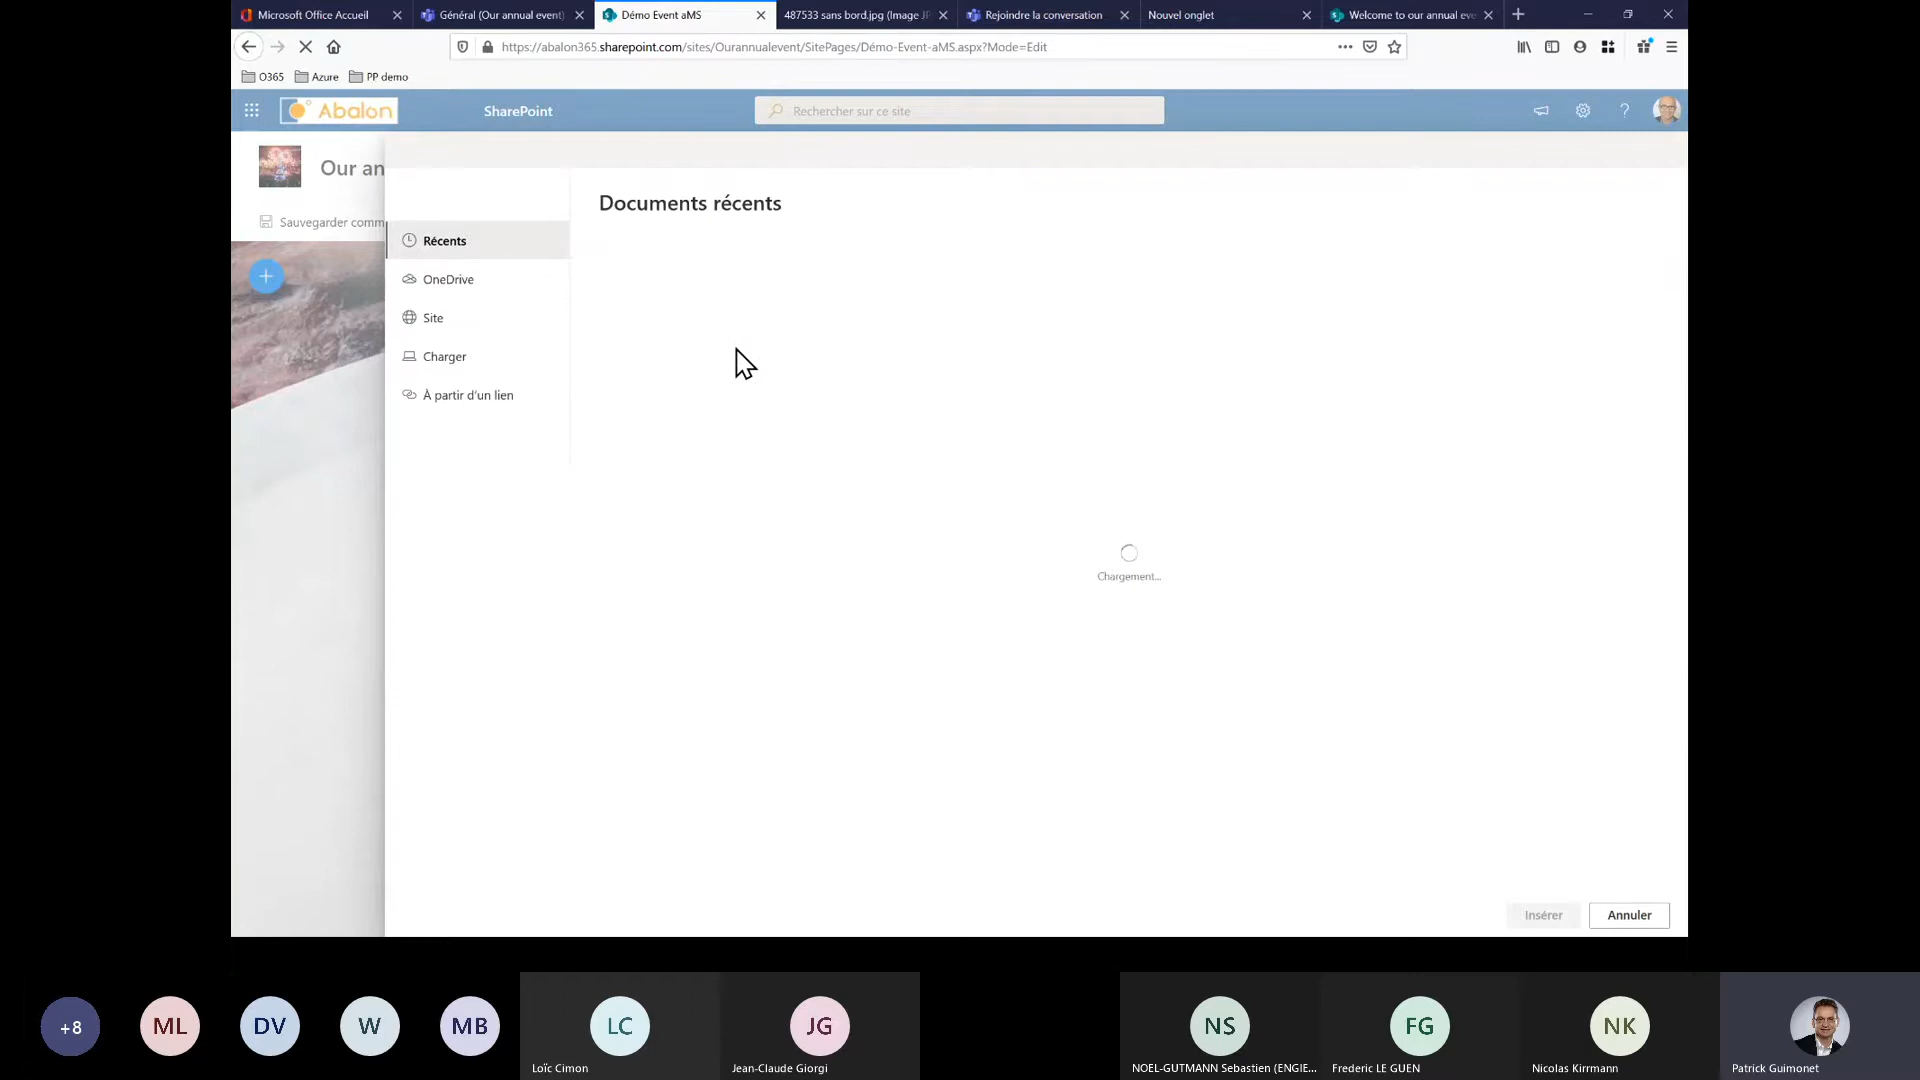 Microsoft Office Accueil
Général (Our annual event)
Démo Event aMS
487533 sans bord.jpg (Image JP
Rejoindre la conversation
Nouvel onglet
Welcome to our annual eve
https://abalon365.sharepoint.com/sites/Ourannualevent/SitePages/Démo-Event-aMS.aspx?Mode=Edit
O365
Azure
PP demo
Abalon
SharePoint
Rechercher sur ce site
Our an
Sauvegarder comm
Documents récents
Récents
OneDrive
Site
Charger
À partir d'un lien
Chargement...
Insérer
Annuler
+8
ML
DV
W
MB
LC
JG
NS
FG
NK
Loïc Cimon
Jean-Claude Giorgi
NOEL-GUTMANN Sebastien (ENGIE...
Frederic LE GUEN
Nicolas Kirrmann
Patrick Guimonet